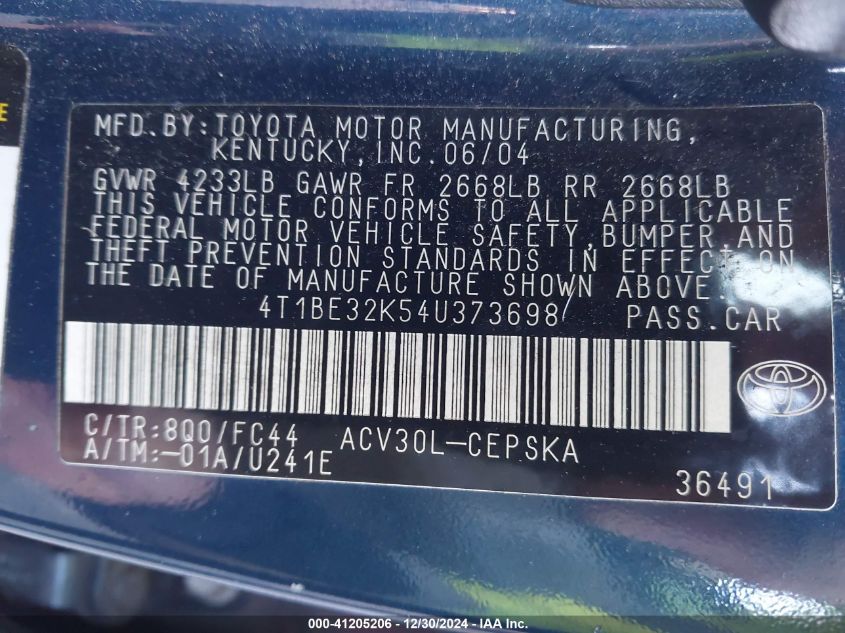 E
MFD.BY:TOYOTA MOTOR MANUFACTURING,
KENTUCKY,INC.06/04
GVWR 4233LB GAWR FR 2668LB RR 2668LB
THIS VEHICLE CONFORMS TO ALL APPLICABLE
FEDERAL MOTOR VEHICLE SAFETY,BUMPER,AND
THEFT PREVENTION STANDARDS IN EFFECT ON
THE DATE OF MANUFACTURE SHOWN ABOVE.
4T1BE32K54U373698 PASS.CAR
C/TR:8Q0/FC44 ACV30L-CEPSKA
A/TM:-01A/U241E
36491
000-41205206 - 12/30/2024 - IAA Inc.